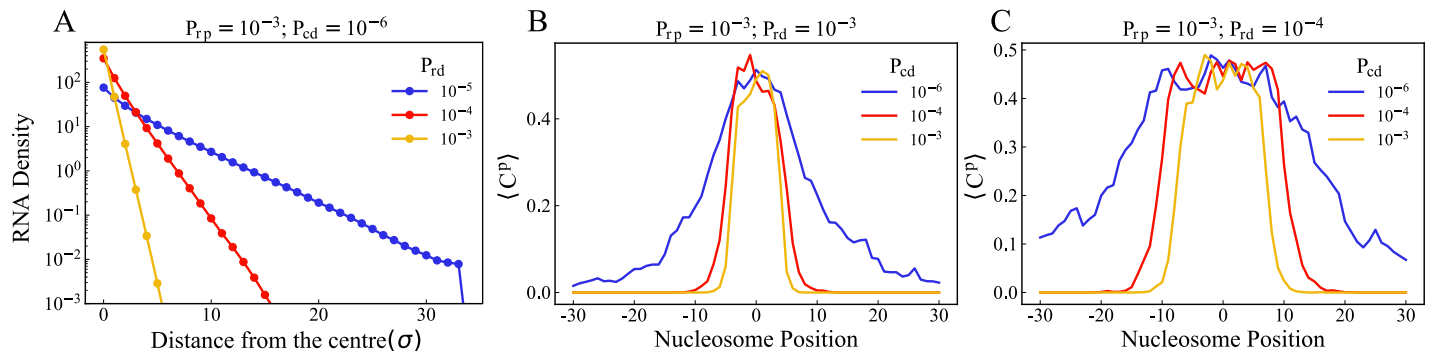 A
P_rp = 10^-3; P_cd = 10^-6
RNA Density
10^2
10^1
10^0
10^-1
10^-2
10^-3
P_rd
10^-5
10^-4
10^-3
0
10
20
30
Distance from the centre(σ)
B
P_rp = 10^-3; P_rd = 10^-3
⟨C^p⟩
0.4
0.2
0.0
P_cd
10^-6
10^-4
10^-3
-30
-20
-10
0
10
20
30
Nucleosome Position
C
P_rp = 10^-3; P_rd = 10^-4
⟨C^p⟩
0.5
0.4
0.3
0.2
0.1
0.0
P_cd
10^-6
10^-4
10^-3
-30
-20
-10
0
10
20
30
Nucleosome Position